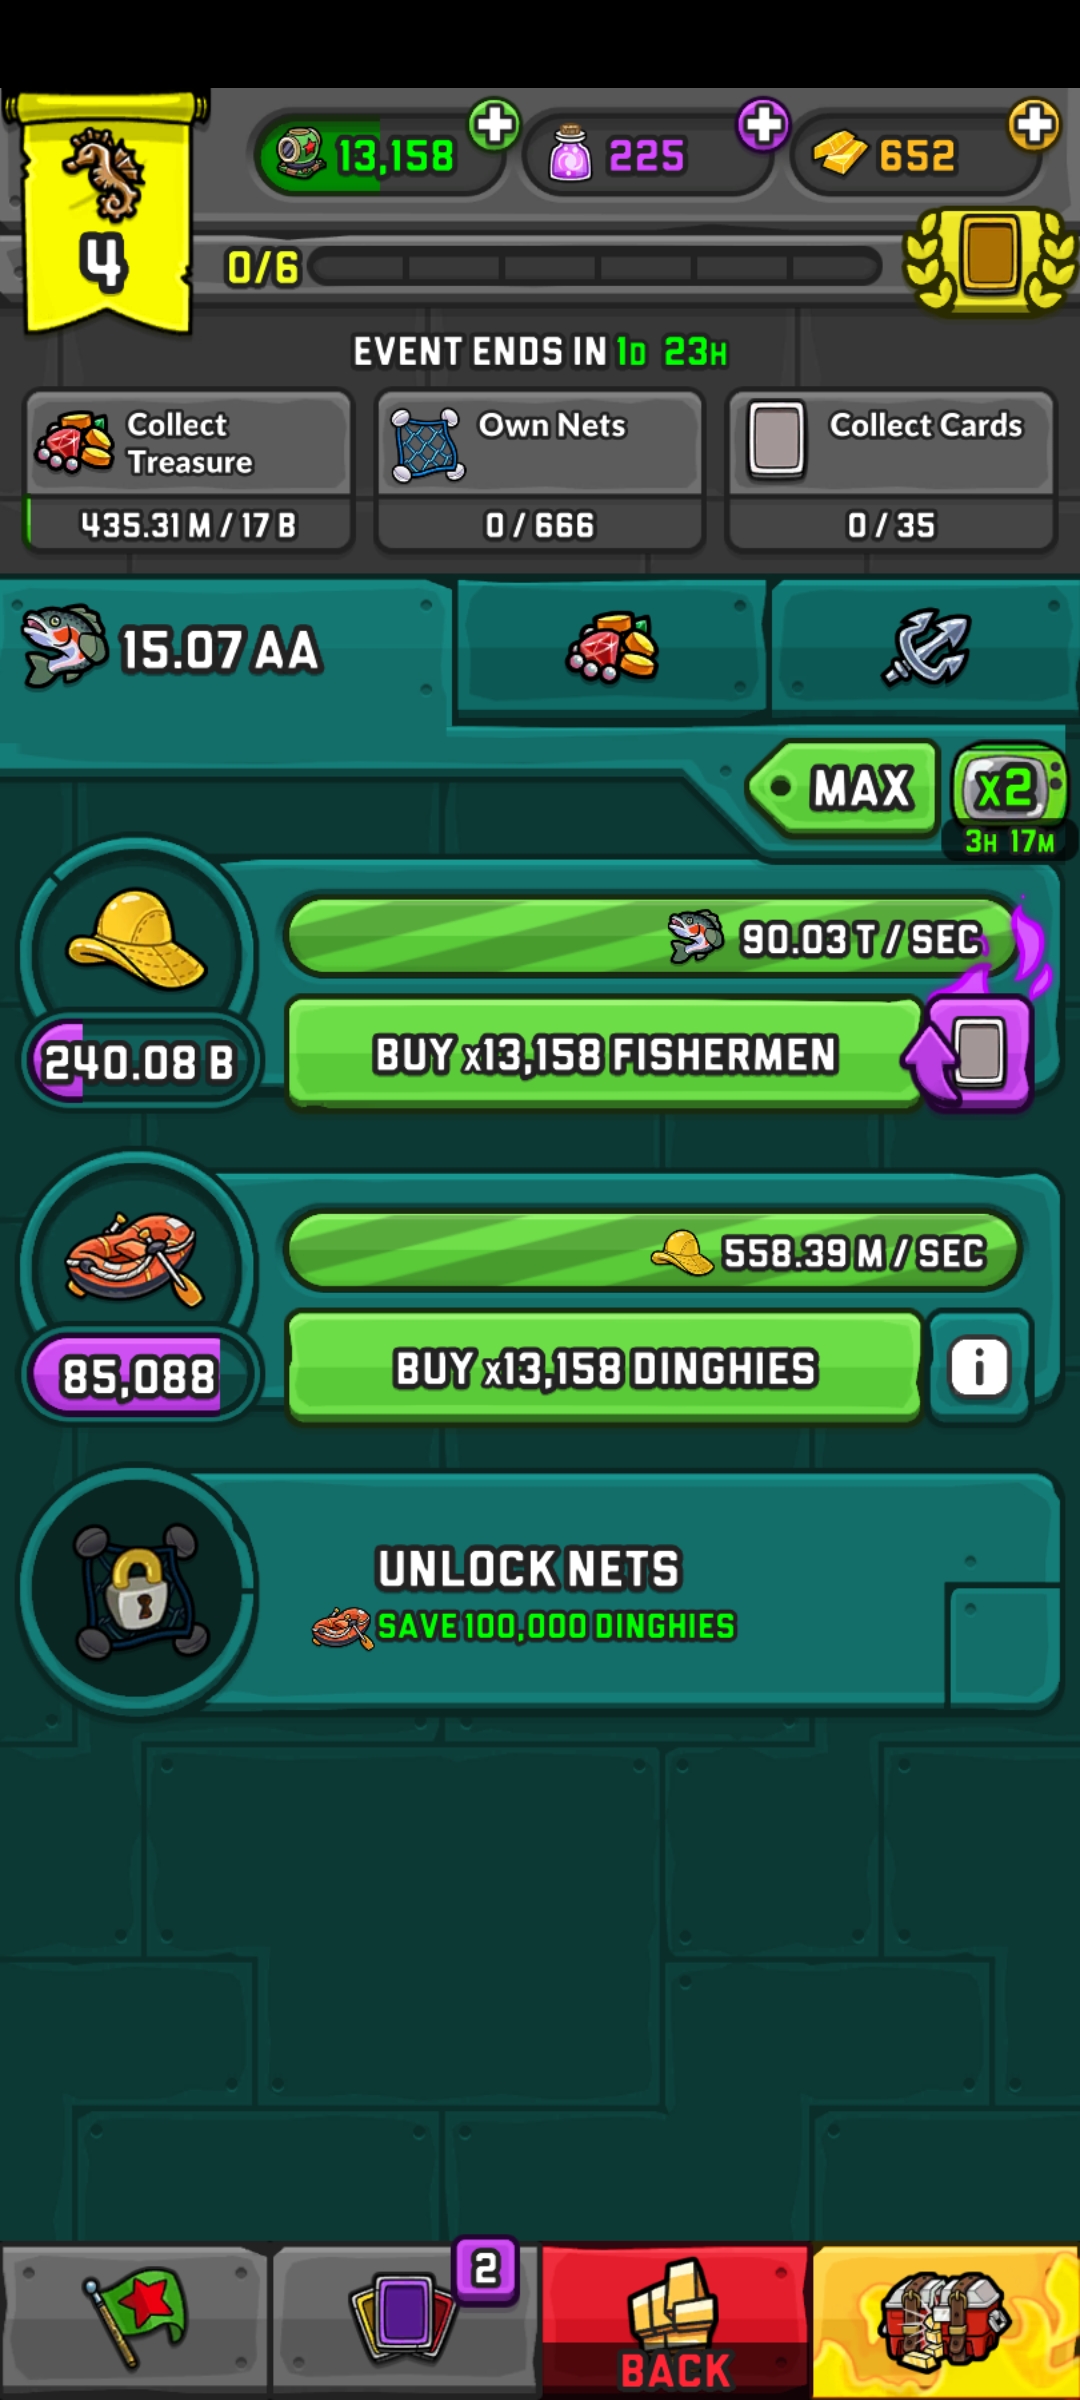 13,158
225
652
4
0/6
EVENT ENDS IN 1D 23H
Collect
Treasure
Own Nets
Collect Cards
435.31 M / 17 B
0 / 666
0 / 35
15.07 AA
MAX
x2
3H 17M
90.03 T / SEC
240.08 B
BUY x13,158 FISHERMEN
558.39 M / SEC
85,088
BUY x13,158 DINGHIES
i
UNLOCK NETS
SAVE 100,000 DINGHIES
2
BACK